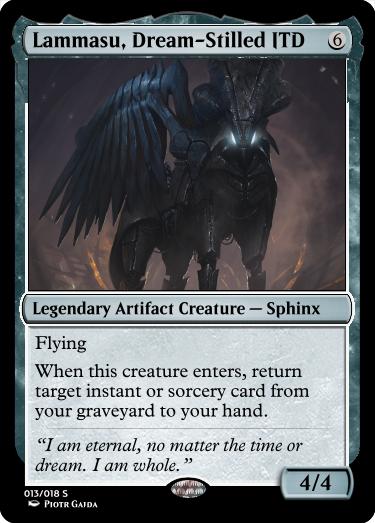 Lammasu, Dream-Stilled ITD 6
Legendary Artifact Creature — Sphinx
Flying
When this creature enters, return
target instant or sorcery card from
your graveyard to your hand.
“I am eternal, no matter the time or
dream. I am whole.”
4/4
013/018 S
Piotr Gajda